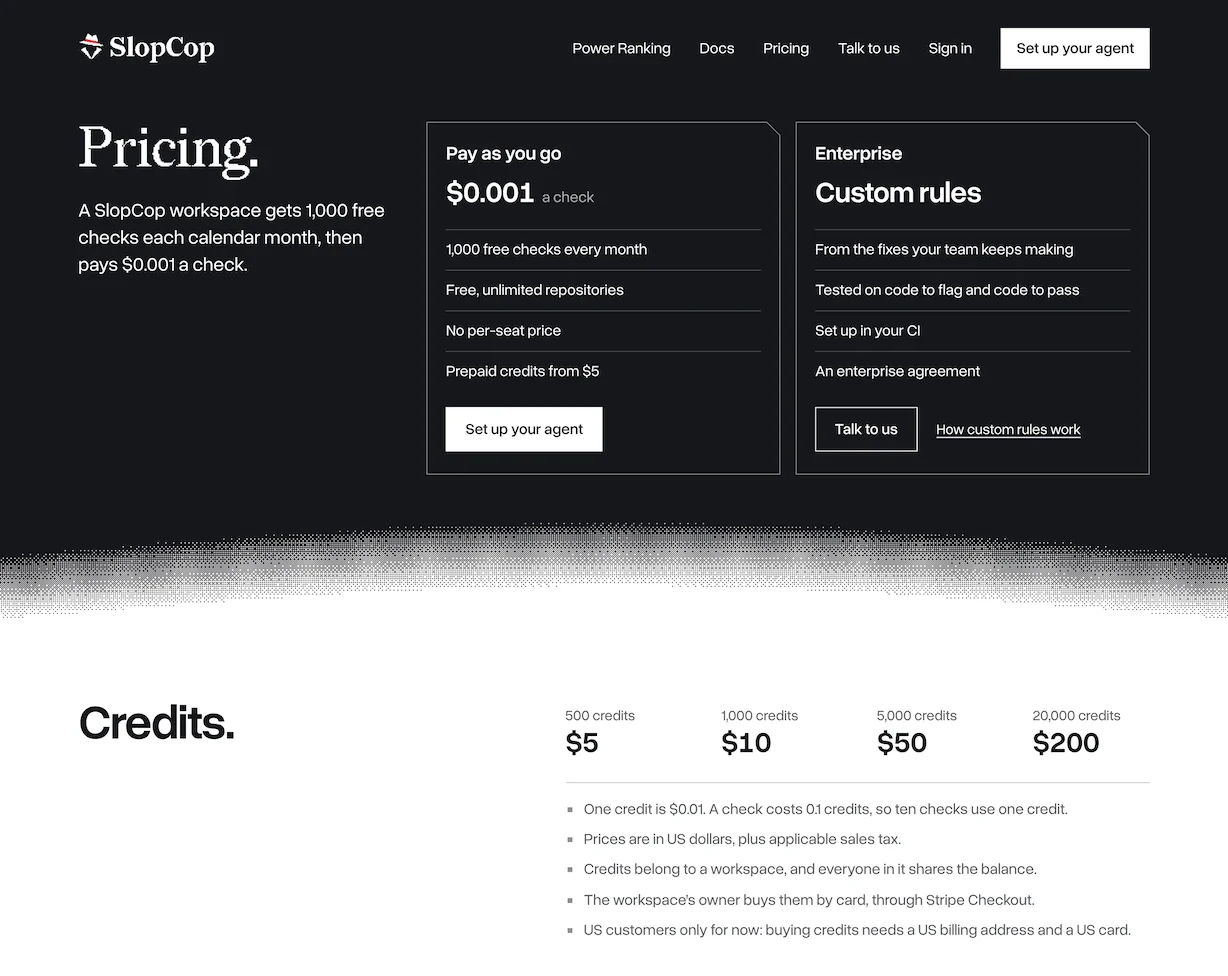 SlopCop
Power Ranking
Docs
Pricing
Talk to us
Sign in
Set up your agent
Pricing.
A SlopCop workspace gets 1,000 free
checks each calendar month, then
pays $0.001 a check.
Pay as you go
$0.001 a check
1,000 free checks every month
Free, unlimited repositories
No per-seat price
Prepaid credits from $5
Set up your agent
Enterprise
Custom rules
From the fixes your team keeps making
Tested on code to flag and code to pass
Set up in your CI
An enterprise agreement
Talk to us
How custom rules work
Credits.
500 credits
$5
1,000 credits
$10
5,000 credits
$50
20,000 credits
$200
One credit is $0.01. A check costs 0.1 credits, so ten checks use one credit.
Prices are in US dollars, plus applicable sales tax.
Credits belong to a workspace, and everyone in it shares the balance.
The workspace's owner buys them by card, through Stripe Checkout.
US customers only for now: buying credits needs a US billing address and a US card.